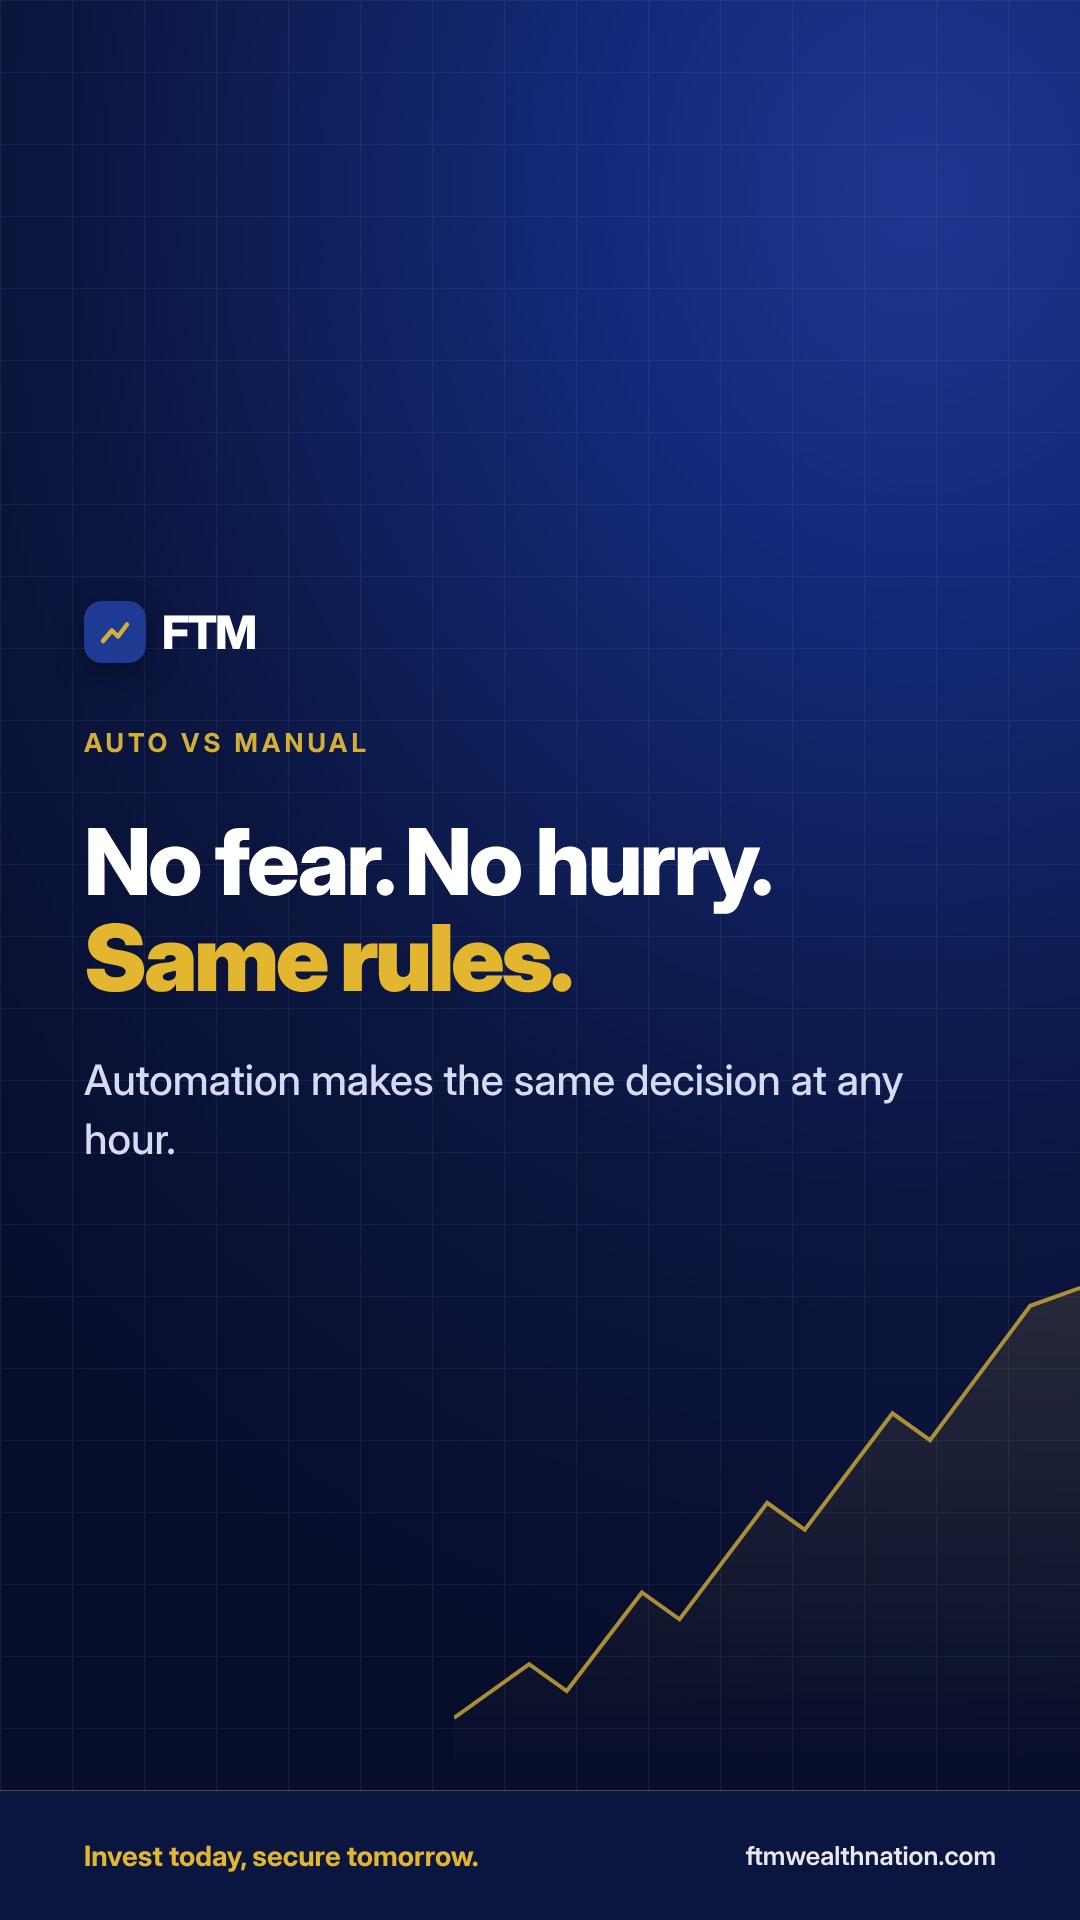 FTM
AUTO VS MANUAL
No fear. No hurry.
Same rules.
Automation makes the same decision at any
hour.
Invest today, secure tomorrow.
ftmwealthnation.com